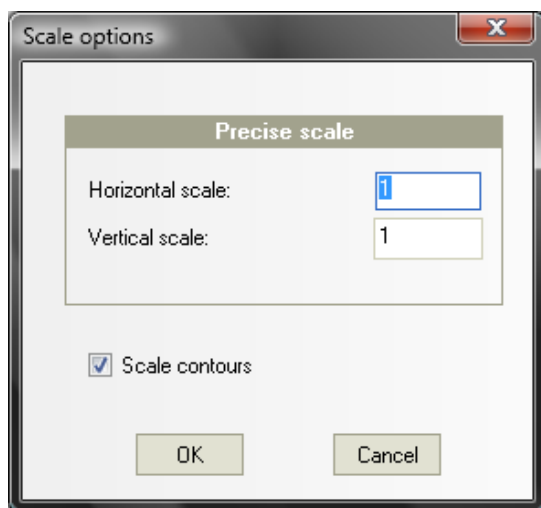 Scale options
Precise scale
Horizontal scale: 1
Vertical scale: 1
Scale contours
OK Cancel